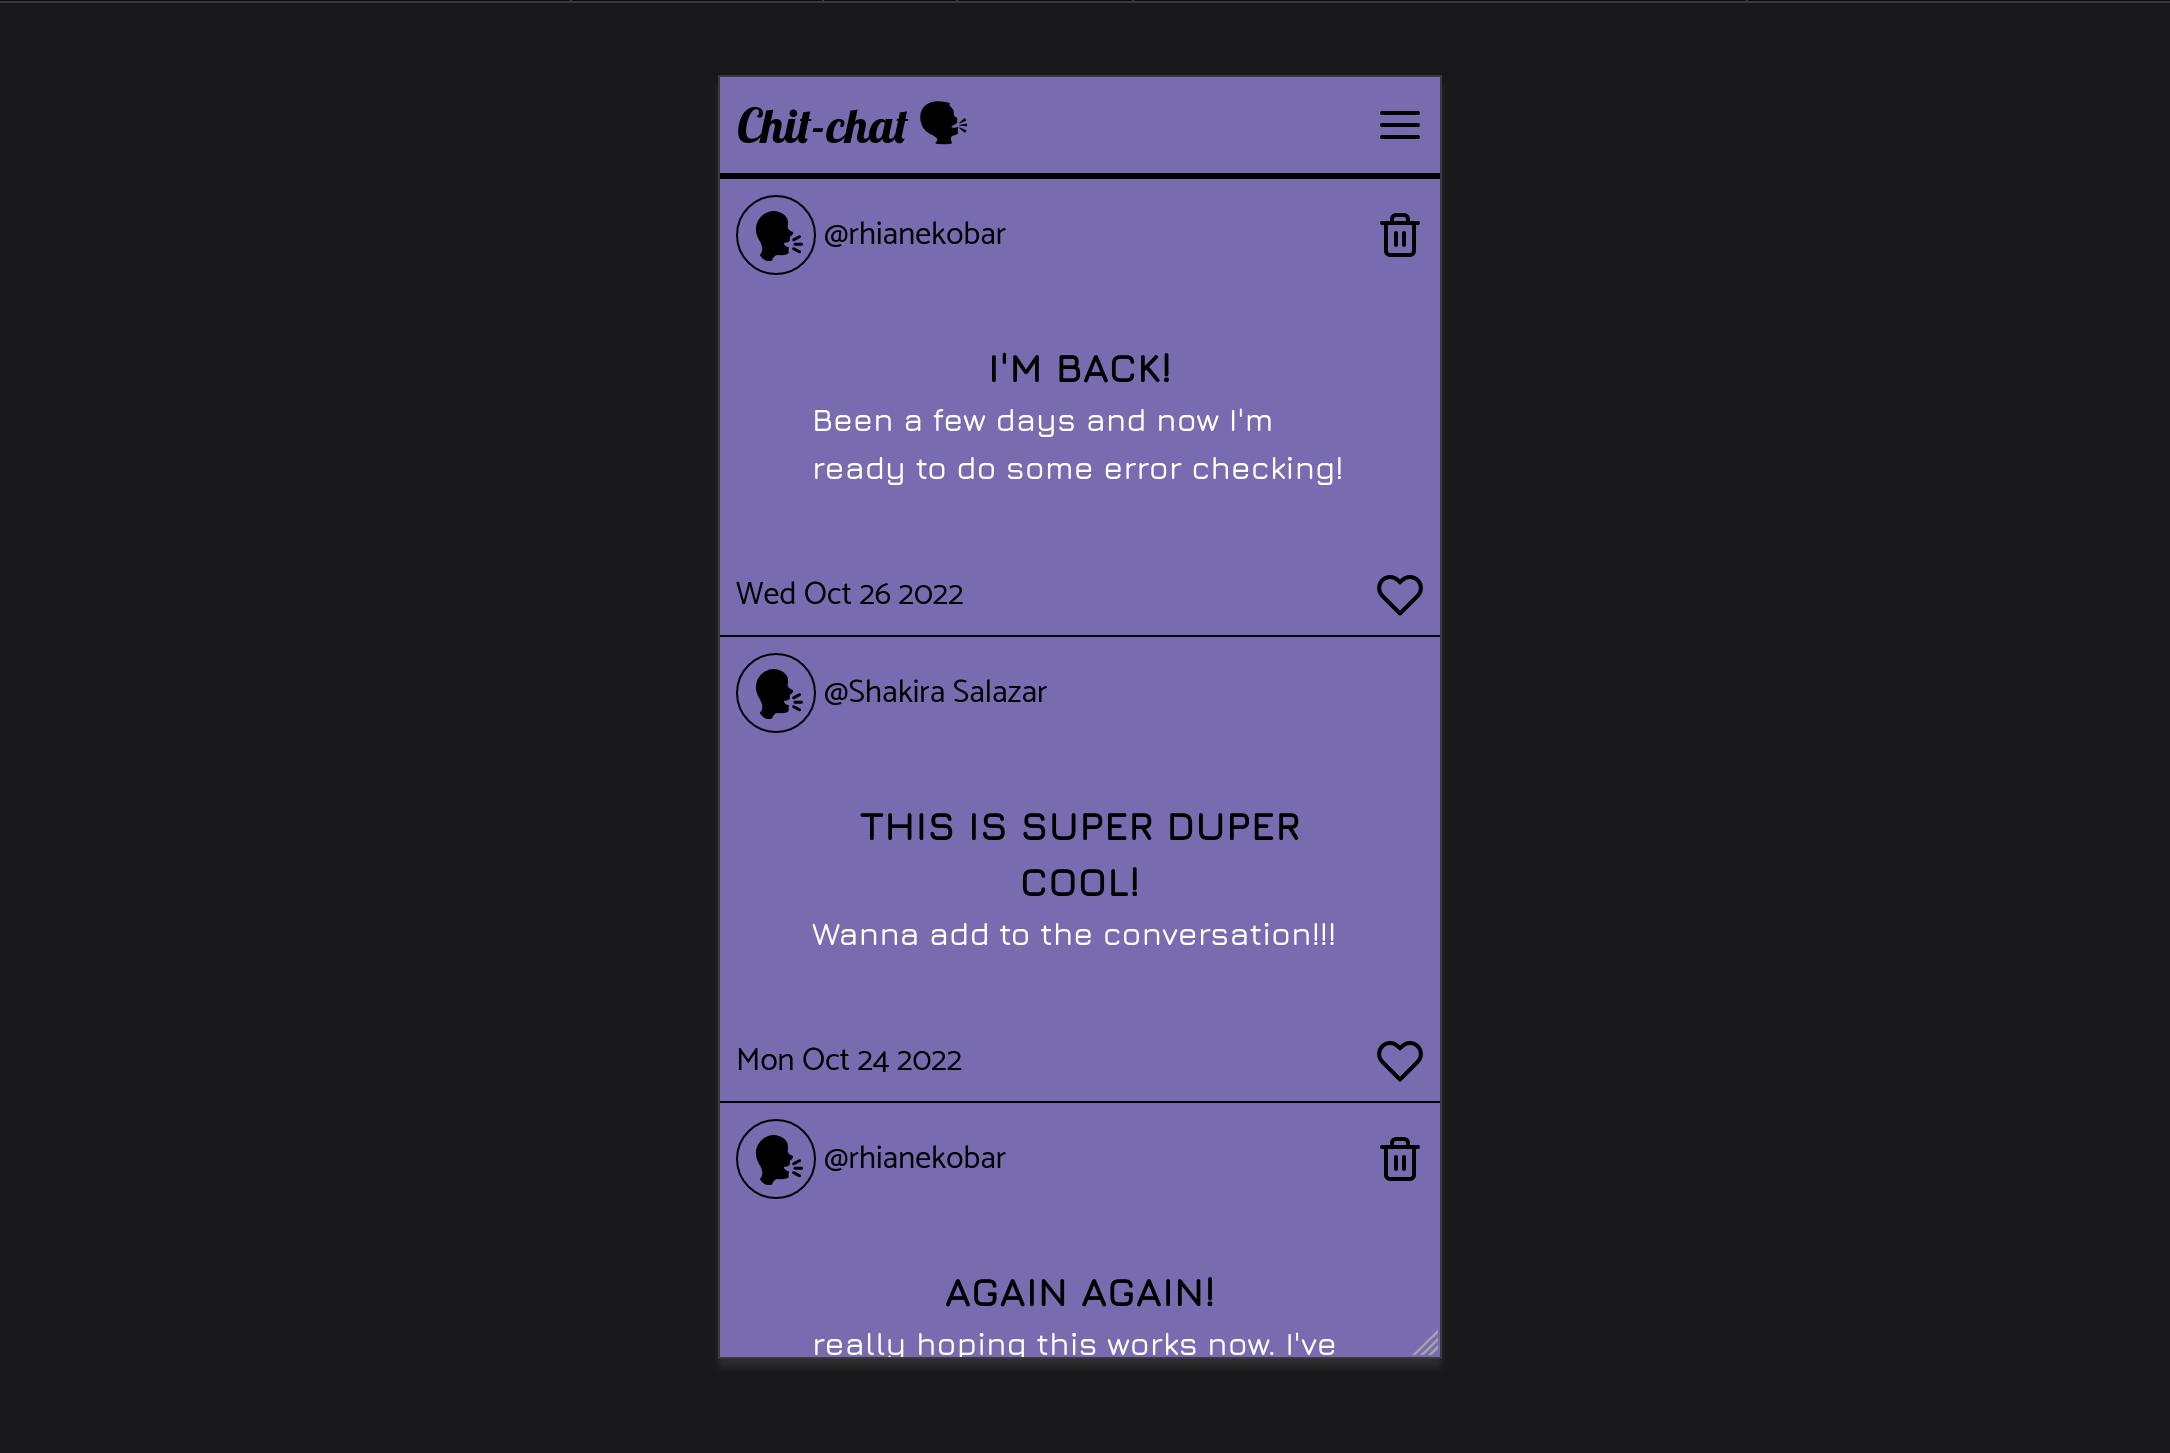 Chit-chat
@rhianekobar
I'M BACK!
Been a few days and now I'm
ready to do some error checking!
Wed Oct 26 2022
@Shakira Salazar
THIS IS SUPER DUPER
COOL!
Wanna add to the conversation!!!
Mon Oct 24 2022
@rhianekobar
AGAIN AGAIN!
really hoping this works now. I've